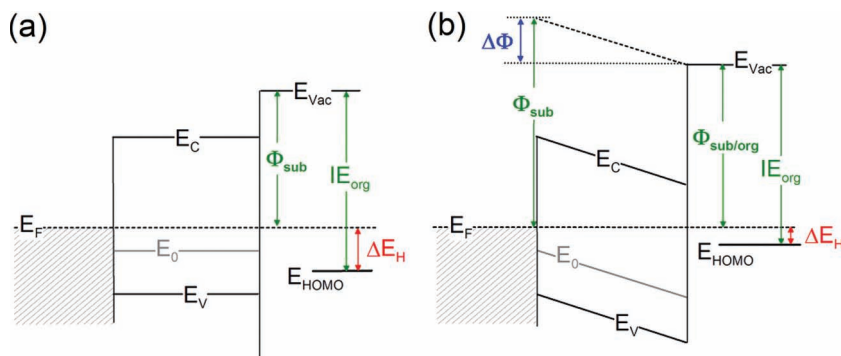 (a)
E_Vac
E_C
Φ_sub
IE_org
E_F
E_0
ΔE_H
E_HOMO
E_V
(b)
ΔΦ
E_Vac
Φ_sub
Φ_sub/org
E_C
IE_org
E_F
ΔE_H
E_0
E_HOMO
E_V